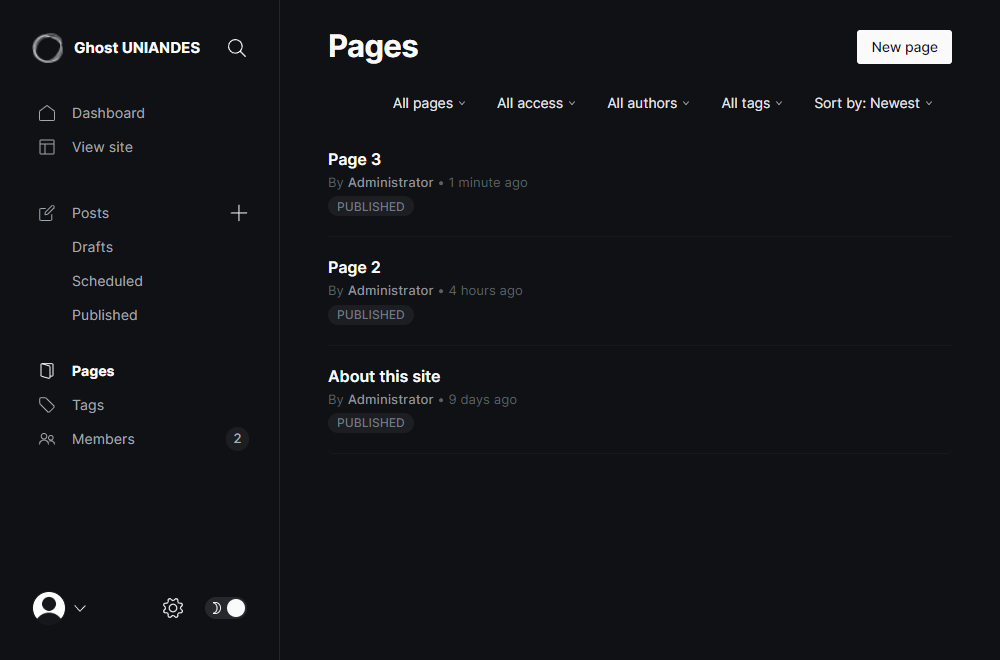 Ghost UNIANDES
Dashboard
View site
Posts
Drafts
Scheduled
Published
Pages
Tags
Members 2
Pages
New page
All pages All access All authors All tags Sort by: Newest
Page 3
By Administrator • 1 minute ago
PUBLISHED
Page 2
By Administrator • 4 hours ago
PUBLISHED
About this site
By Administrator • 9 days ago
PUBLISHED